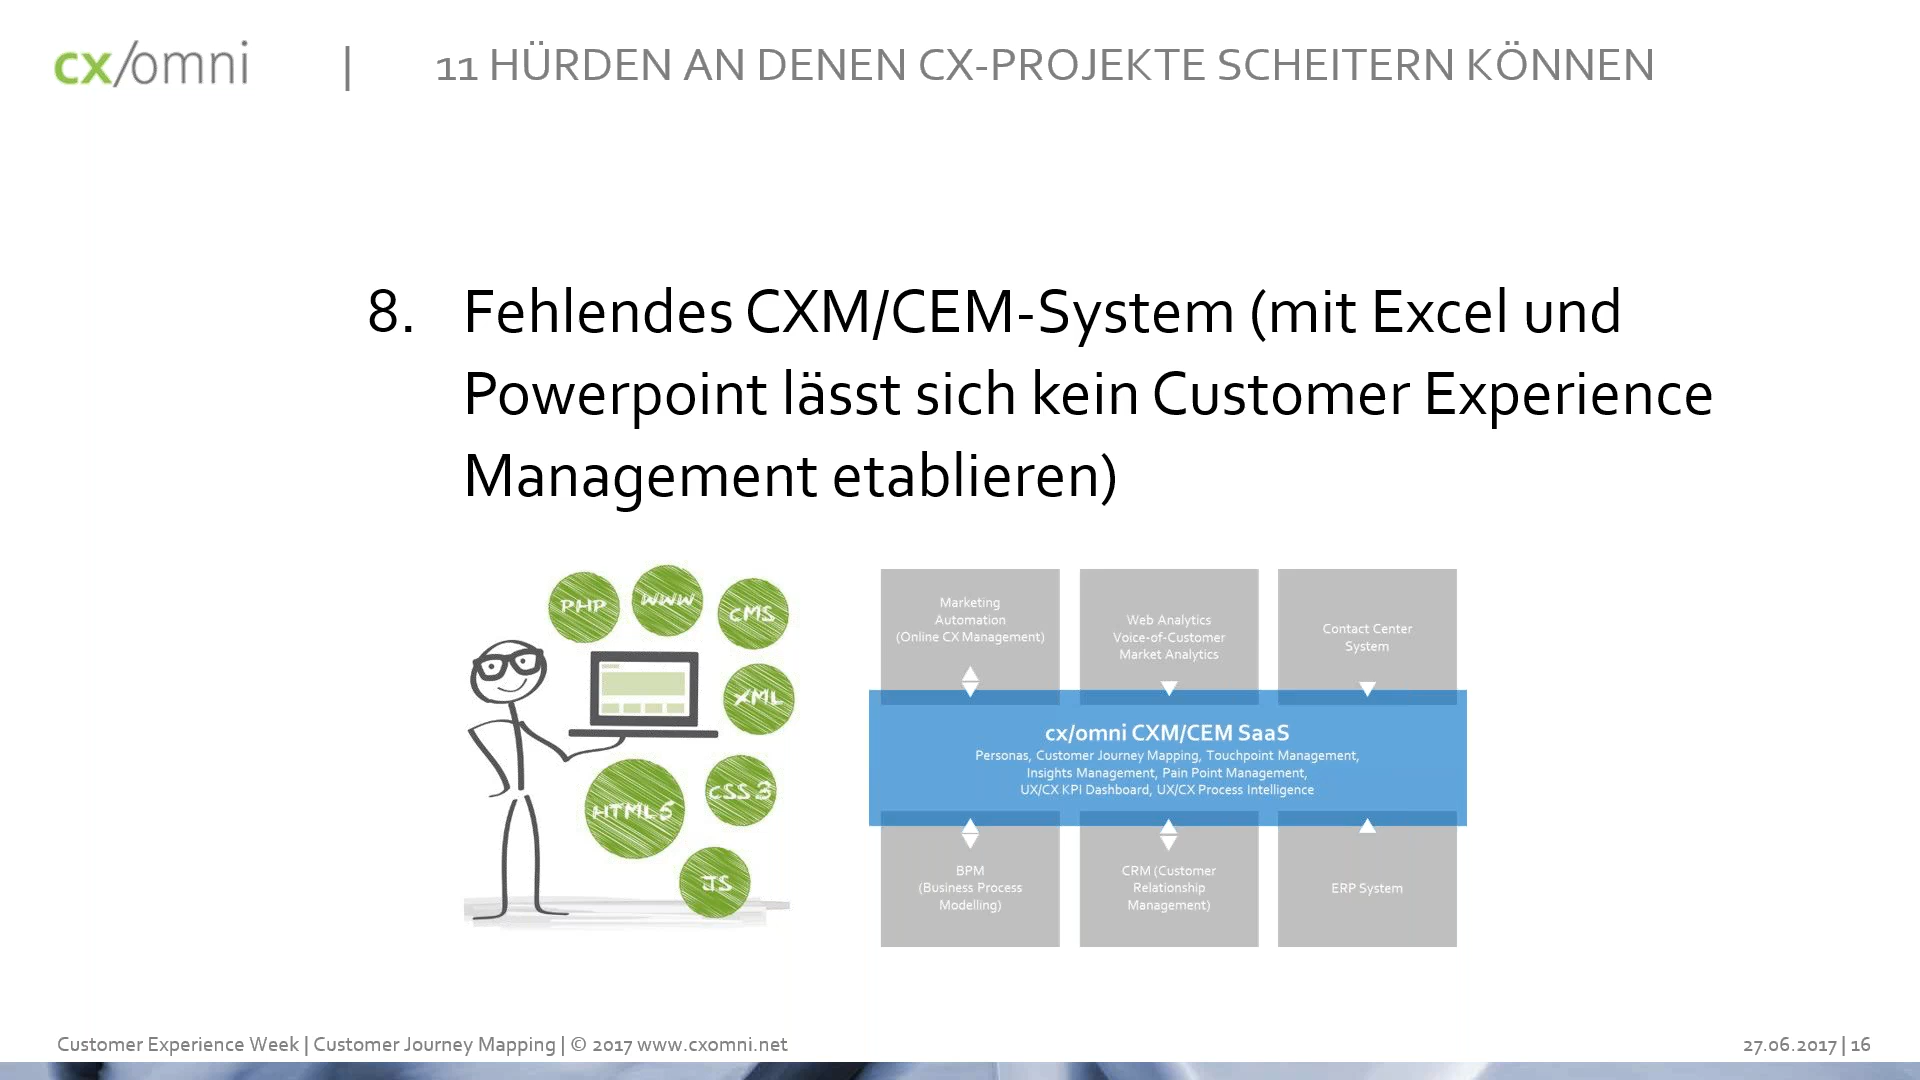 cx/omni | 11 HÜRDEN AN DENEN CX-PROJEKTE SCHEITERN KÖNNEN
8. Fehlendes CXM/CEM-System (mit Excel und
Powerpoint lässt sich kein Customer Experience
Management etablieren)
PHP
WWW
CMS
XML
CSS 3
HTML5
JS
Marketing
Automation
(Online CX Management)
Web Analytics
Voice-of-Customer
Market Analytics
Contact Center
System
cx/omni CXM/CEM SaaS
Personas, Customer Journey Mapping, Touchpoint Management,
Insights Management, Pain Point Management,
UX/CX KPI Dashboard, UX/CX Process Intelligence
BPM
(Business Process
Modelling)
CRM (Customer
Relationship
Management)
ERP System
Customer Experience Week | Customer Journey Mapping | © 2017 www.cxomni.net
27.06.2017 | 16